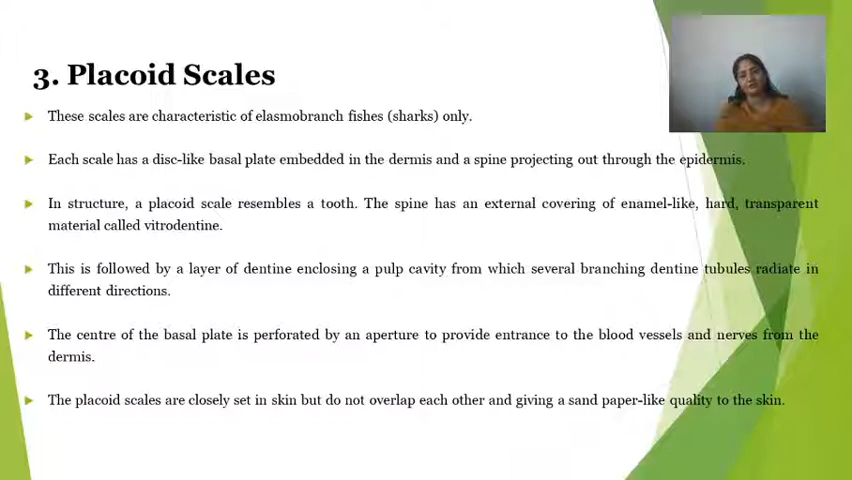 3. Placoid Scales
These scales are characteristic of elasmobranch fishes (sharks) only.
Each scale has a disc-like basal plate embedded in the dermis and a spine projecting out through the epidermis.
In structure, a placoid scale resembles a tooth. The spine has an external covering of enamel-like, hard, transparent
material called vitrodentine.
This is followed by a layer of dentine enclosing a pulp cavity from which several branching dentine tubules radiate in
different directions.
The centre of the basal plate is perforated by an aperture to provide entrance to the blood vessels and nerves from the
dermis.
The placoid scales are closely set in skin but do not overlap each other and giving a sand paper-like quality to the skin.